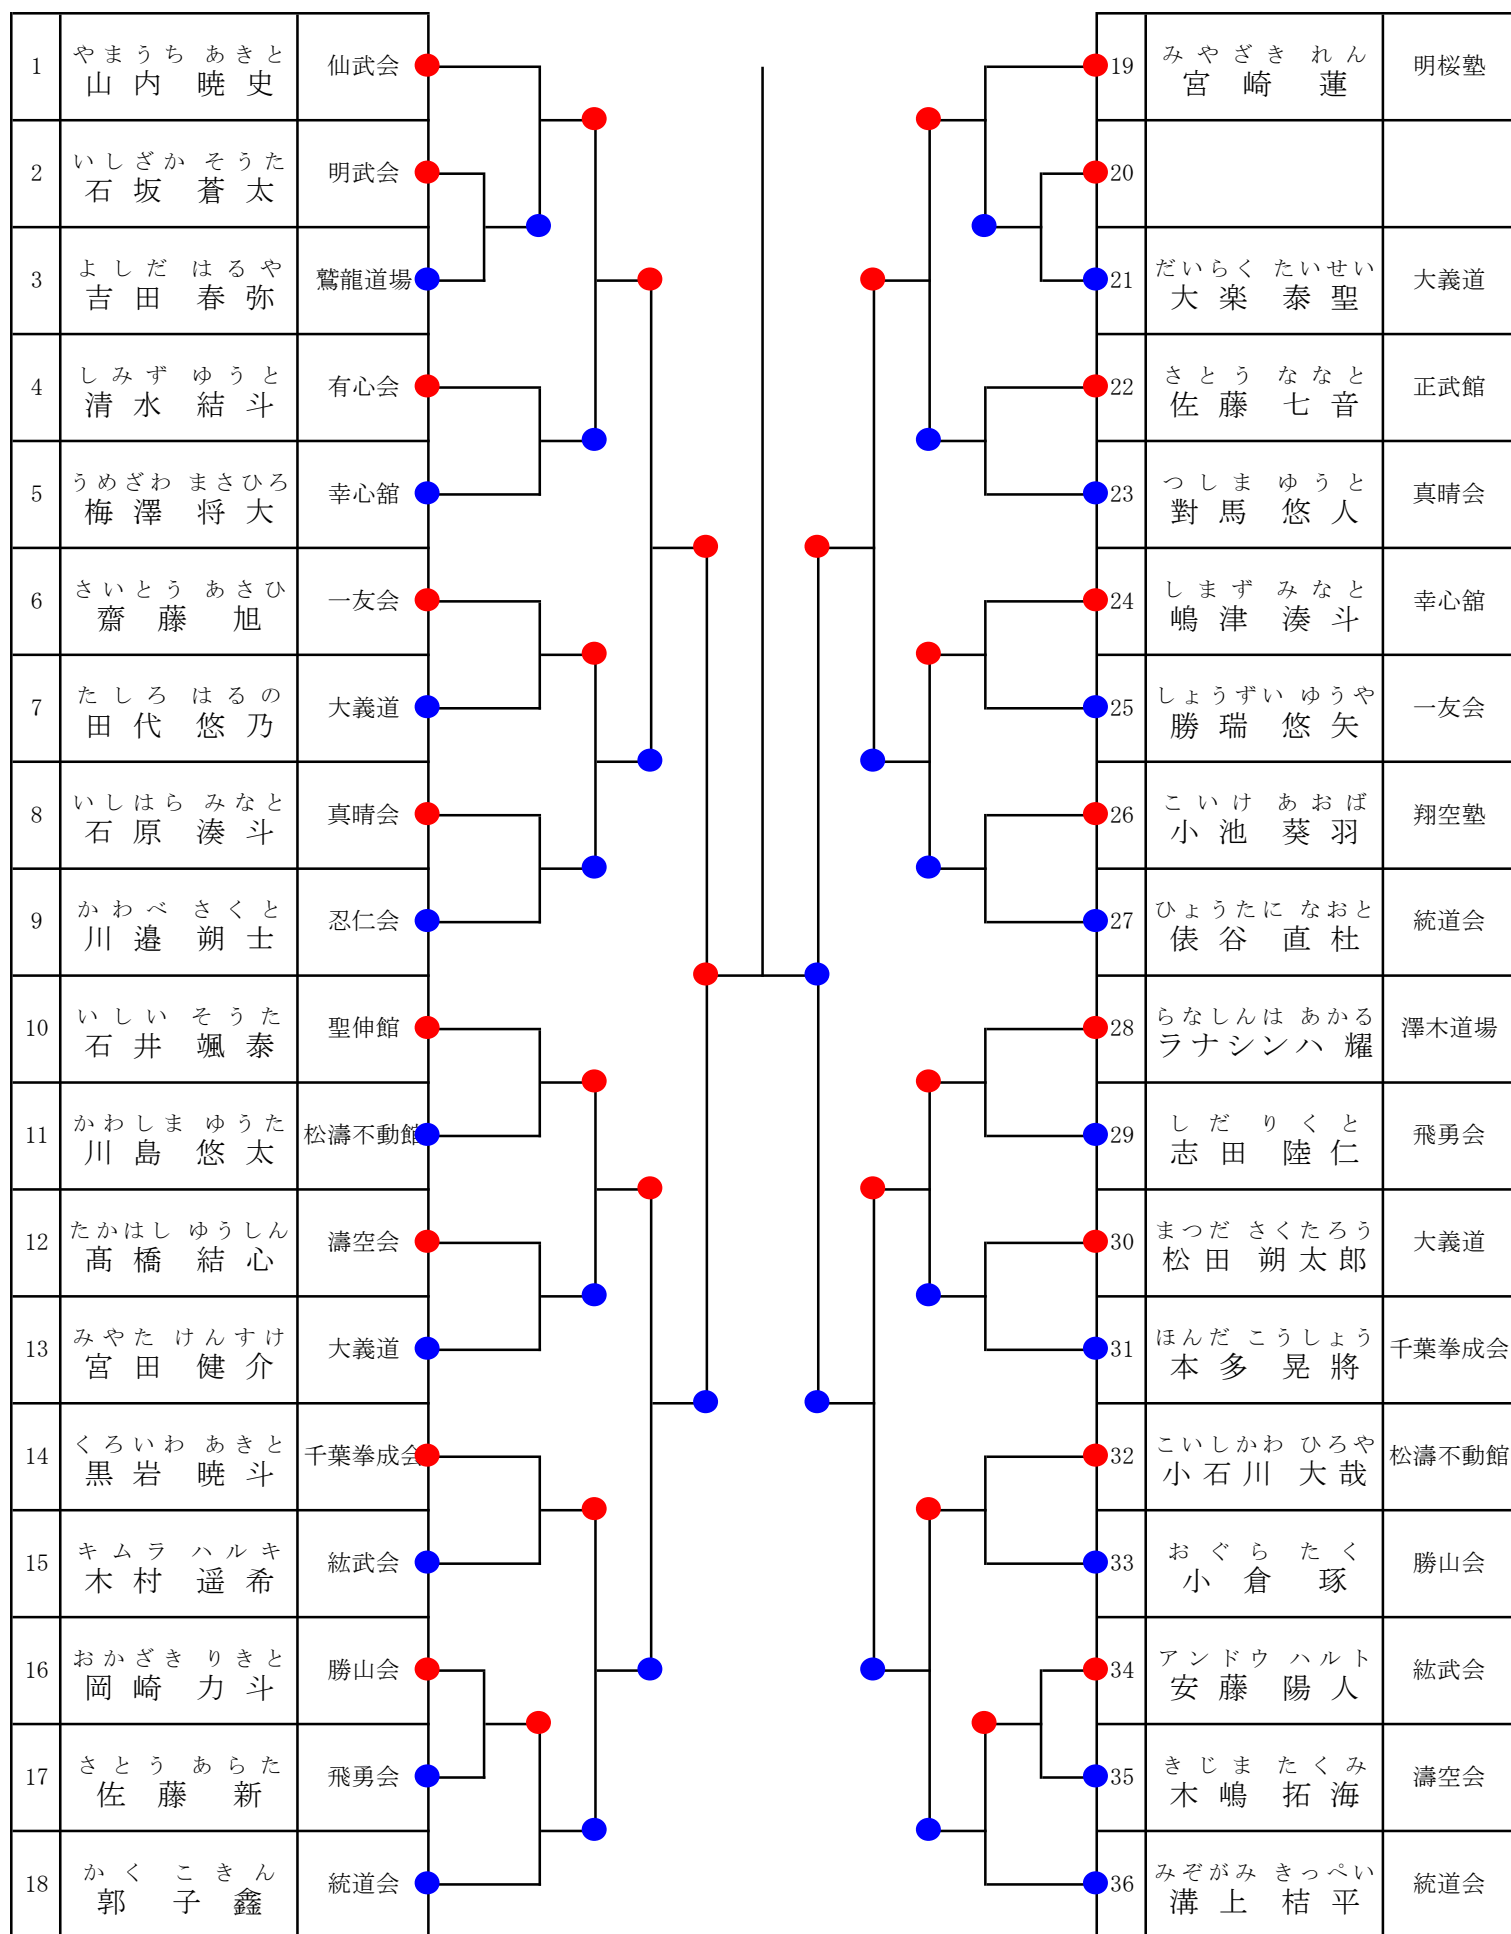 やまうち あきと
1 山内 暁史 仙武会
いしざか そうた
2 石坂 蒼太 明武会
よしだ はるや
3 吉田 春弥 鷲龍道場
しみず ゆうと
4 清水 結斗 有心会
うめざわ まさひろ
5 梅澤 将大 幸心舘
さいとう あさひ
6 齋藤 旭 一友会
たしろ はるの
7 田代 悠乃 大義道
いしはら みなと
8 石原 湊斗 真晴会
かわべ さくと
9 川邉 朔士 忍仁会
いしい そうた
10 石井 颯泰 聖伸館
かわしま ゆうた
11 川島 悠太 松濤不動館
たかはし ゆうしん
12 髙橋 結心 濤空会
みやた けんすけ
13 宮田 健介 大義道
くろいわ あきと
14 黒岩 暁斗 千葉拳成会
キムラ ハルキ
15 木村 遥希 紘武会
おかざき りきと
16 岡崎 力斗 勝山会
さとう あらた
17 佐藤 新 飛勇会
かく こきん
18 郭 子鑫 統道会
みやざき れん
19 宮崎 蓮 明桜塾
20
だいらく たいせい
21 大楽 泰聖 大義道
さとう ななと
22 佐藤 七音 正武館
つしま ゆうと
23 對馬 悠人 真晴会
しまず みなと
24 嶋津 湊斗 幸心舘
しょうずい ゆうや
25 勝瑞 悠矢 一友会
こいけ あおば
26 小池 葵羽 翔空塾
ひょうたに なおと
27 俵谷 直杜 統道会
らなしんは あかる
28 ラナシンハ 耀 澤木道場
しだ りくと
29 志田 陸仁 飛勇会
まつだ さくたろう
30 松田 朔太郎 大義道
ほんだ こうしょう
31 本多 晃將 千葉拳成会
こいしかわ ひろや
32 小石川 大哉 松濤不動館
おぐら たく
33 小倉 琢 勝山会
アンドウ ハルト
34 安藤 陽人 紘武会
きじま たくみ
35 木嶋 拓海 濤空会
みぞがみ きっぺい
36 溝上 桔平 統道会